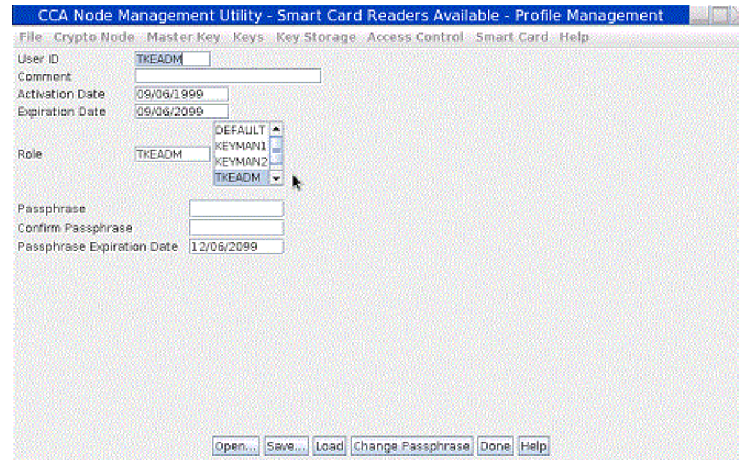 CCA Node Management Utility - Smart Card Readers Available - Profile Management
File Crypto Node Master Key Keys Key Storage Access Control Smart Card Help
User ID TKEADM
Comment
Activation Date 09/06/1999
Expiration Date 09/06/2099
DEFAULT
KEYMAN1
Role TKEADM
KEYMAN2
TKEADM
Passphrase
Confirm Passphrase
Passphrase Expiration Date 12/06/2099
Open... Save... Load Change Passphrase Done Help